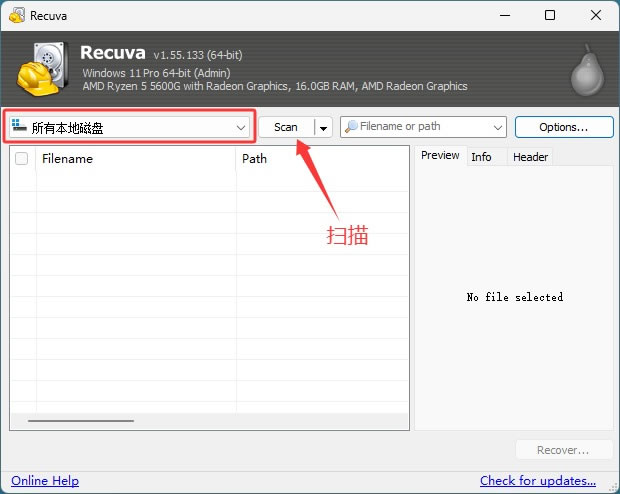 Recuva
Recuva v1.55.133 (64-bit)
Windows 11 Pro 64-bit (Admin)
AMD Ryzen 5 5600G with Radeon Graphics, 16.0GB RAM, AMD Radeon Graphics
所有本地磁盘 Scan Filename or path Options...
Filename Path Preview Info Header
扫描
No file selected
Recover...
Online Help Check for updates...